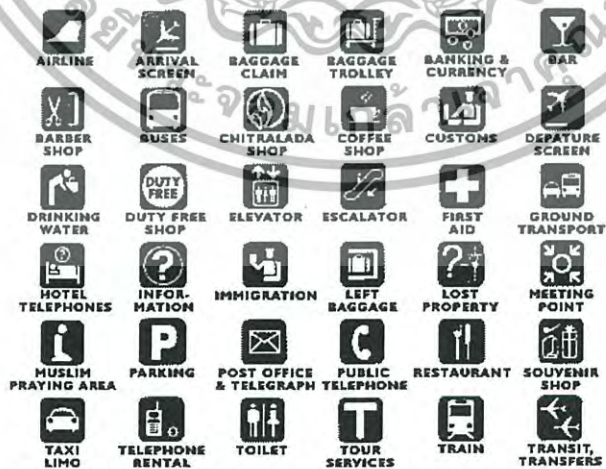 AIRLINE
ARRIVAL
SCREEN
BAGGAGE
CLAIM
BAGGAGE
TROLLEY
BANKING &
CURRENCY
BAR
BARBER
SHOP
BUSES
CHITRALADA
SHOP
COFFEE
SHOP
CUSTOMS
DEPATURE
SCREEN
DRINKING
WATER
DUTY
FREE
DUTY FREE
SHOP
ELEVATOR
ESCALATOR
FIRST
AID
GROUND
TRANSPORT
HOTEL
TELEPHONES
?
INFOR-
MATION
IMMIGRATION
LEFT
BAGGAGE
?
LOST
PROPERTY
MEETING
POINT
i
MUSLIM
PRAYING AREA
P
PARKING
POST OFFICE
& TELEGRAPH
PUBLIC
TELEPHONE
RESTAURANT
SOUVENIR
SHOP
TAXI
LIMO
TELEPHONE
RENTAL
TOILET
T
TOUR
SERVICES
TRAIN
TRANSIT,
TRANSFERS